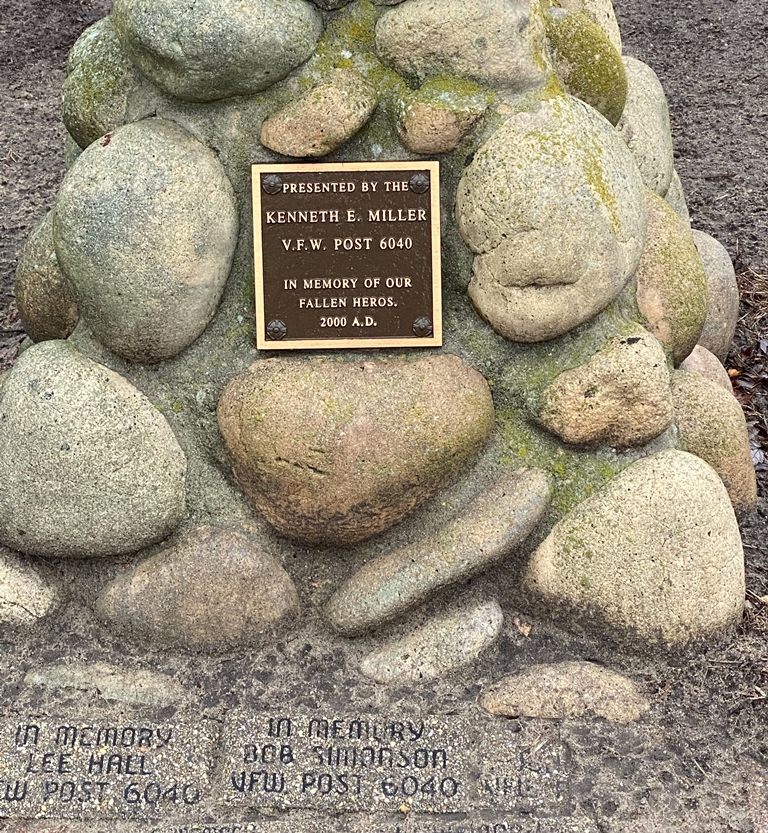 PRESENTED BY THE
KENNETH E. MILLER
V.F.W. POST 6040
IN MEMORY OF OUR
FALLEN HEROS.
2000 A.D.
IN MEMORY
LEE HALL
VFW POST 6040
IN MEMORY
BOB SIMONSON
VFW POST 6040